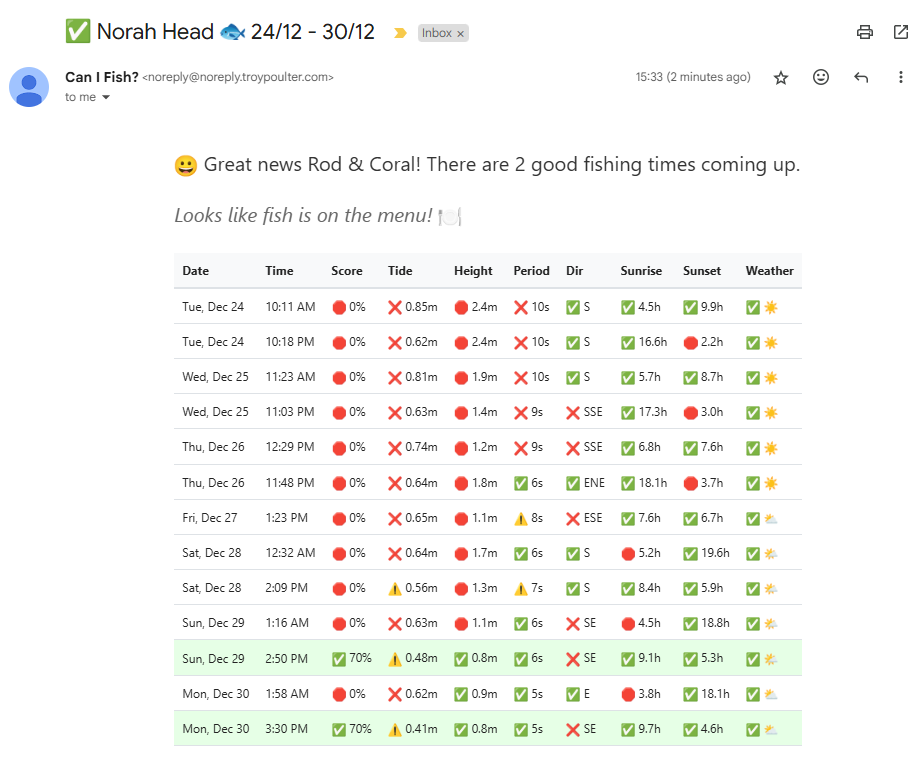 ✅ Norah Head 🐟 24/12 - 30/12 Inbox ×
Can I Fish? <noreply@noreply.troypoulter.com> 15:33 (2 minutes ago)
to me
😀 Great news Rod & Coral! There are 2 good fishing times coming up.
Looks like fish is on the menu! 🍽️
Date Time Score Tide Height Period Dir Sunrise Sunset Weather
Tue, Dec 24 10:11 AM 🛑 0% ❌ 0.85m 🛑 2.4m ❌ 10s ✅ S ✅ 4.5h ✅ 9.9h ✅ ☀️
Tue, Dec 24 10:18 PM 🛑 0% ❌ 0.62m 🛑 2.4m ❌ 10s ✅ S ✅ 16.6h 🛑 2.2h ✅ ☀️
Wed, Dec 25 11:23 AM 🛑 0% ❌ 0.81m 🛑 1.9m ❌ 10s ✅ S ✅ 5.7h ✅ 8.7h ✅ ☀️
Wed, Dec 25 11:03 PM 🛑 0% ❌ 0.63m 🛑 1.4m ❌ 9s ❌ SSE ✅ 17.3h 🛑 3.0h ✅ ☀️
Thu, Dec 26 12:29 PM 🛑 0% ❌ 0.74m 🛑 1.2m ❌ 9s ❌ SSE ✅ 6.8h ✅ 7.6h ✅ ☀️
Thu, Dec 26 11:48 PM 🛑 0% ❌ 0.64m 🛑 1.8m ✅ 6s ✅ ENE ✅ 18.1h 🛑 3.7h ✅ ☀️
Fri, Dec 27 1:23 PM 🛑 0% ❌ 0.65m 🛑 1.1m ⚠️ 8s ❌ ESE ✅ 7.6h ✅ 6.7h ✅ ⛅
Sat, Dec 28 12:32 AM 🛑 0% ❌ 0.64m 🛑 1.7m ✅ 6s ✅ S 🛑 5.2h ✅ 19.6h ✅ 🌤️
Sat, Dec 28 2:09 PM 🛑 0% ⚠️ 0.56m 🛑 1.3m ⚠️ 7s ✅ S ✅ 8.4h ✅ 5.9h ✅ 🌤️
Sun, Dec 29 1:16 AM 🛑 0% ❌ 0.63m 🛑 1.1m ✅ 6s ❌ SE 🛑 4.5h ✅ 18.8h ✅ 🌤️
Sun, Dec 29 2:50 PM ✅ 70% ⚠️ 0.48m ✅ 0.8m ✅ 6s ❌ SE ✅ 9.1h ✅ 5.3h ✅ 🌤️
Mon, Dec 30 1:58 AM 🛑 0% ❌ 0.62m ✅ 0.9m ✅ 5s ✅ E 🛑 3.8h ✅ 18.1h ✅ ⛅
Mon, Dec 30 3:30 PM ✅ 70% ⚠️ 0.41m ✅ 0.8m ✅ 5s ❌ SE ✅ 9.7h ✅ 4.6h ✅ ⛅